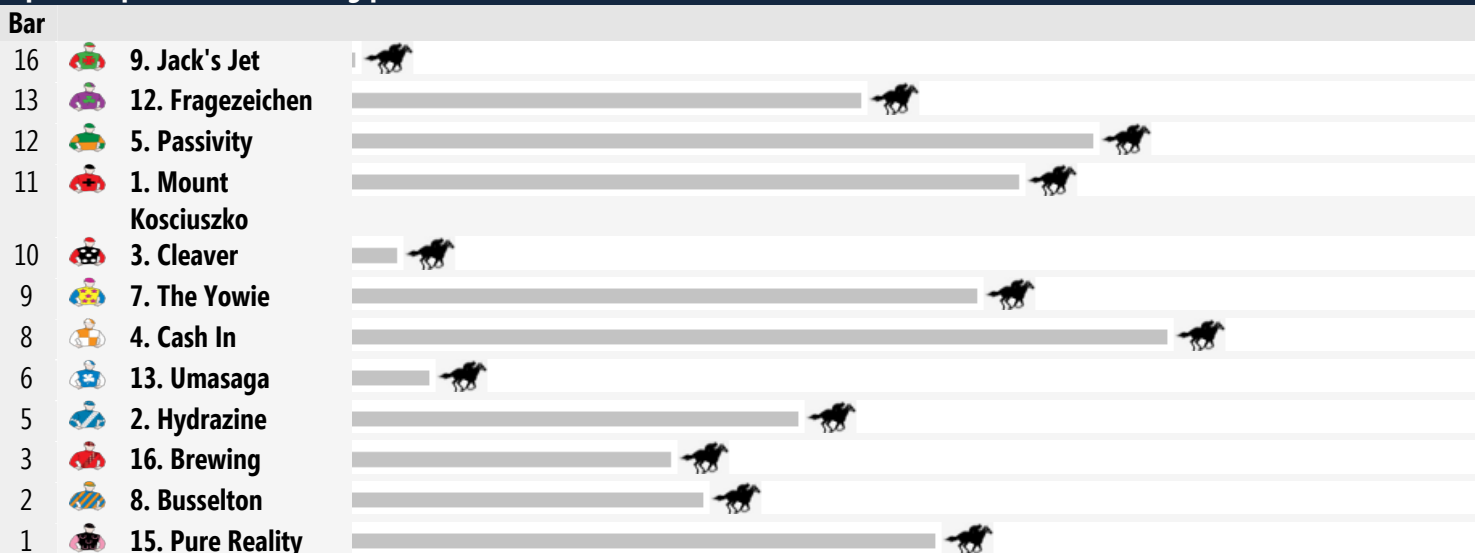 Bar
16 9. Jack's Jet
13 12. Fragezeichen
12 5. Passivity
11 1. Mount
Kosciuszko
10 3. Cleaver
9 7. The Yowie
8 4. Cash In
6 13. Umasaga
5 2. Hydrazine
3 16. Brewing
2 8. Busselton
1 15. Pure Reality